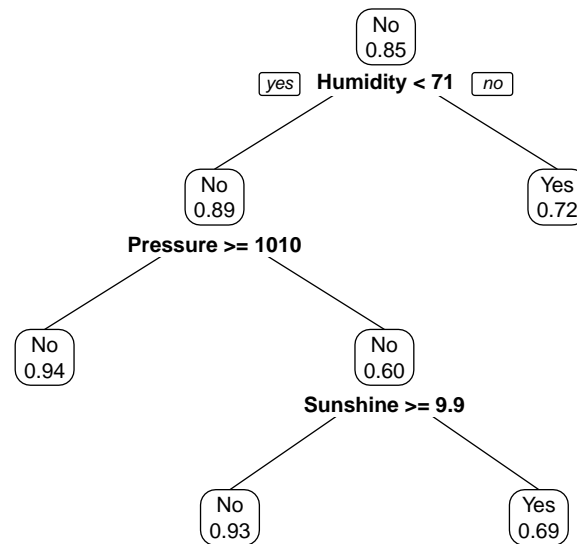 No
0.85
yes Humidity < 71 no
No
0.89
Yes
0.72
Pressure >= 1010
No
0.94
No
0.60
Sunshine >= 9.9
No
0.93
Yes
0.69